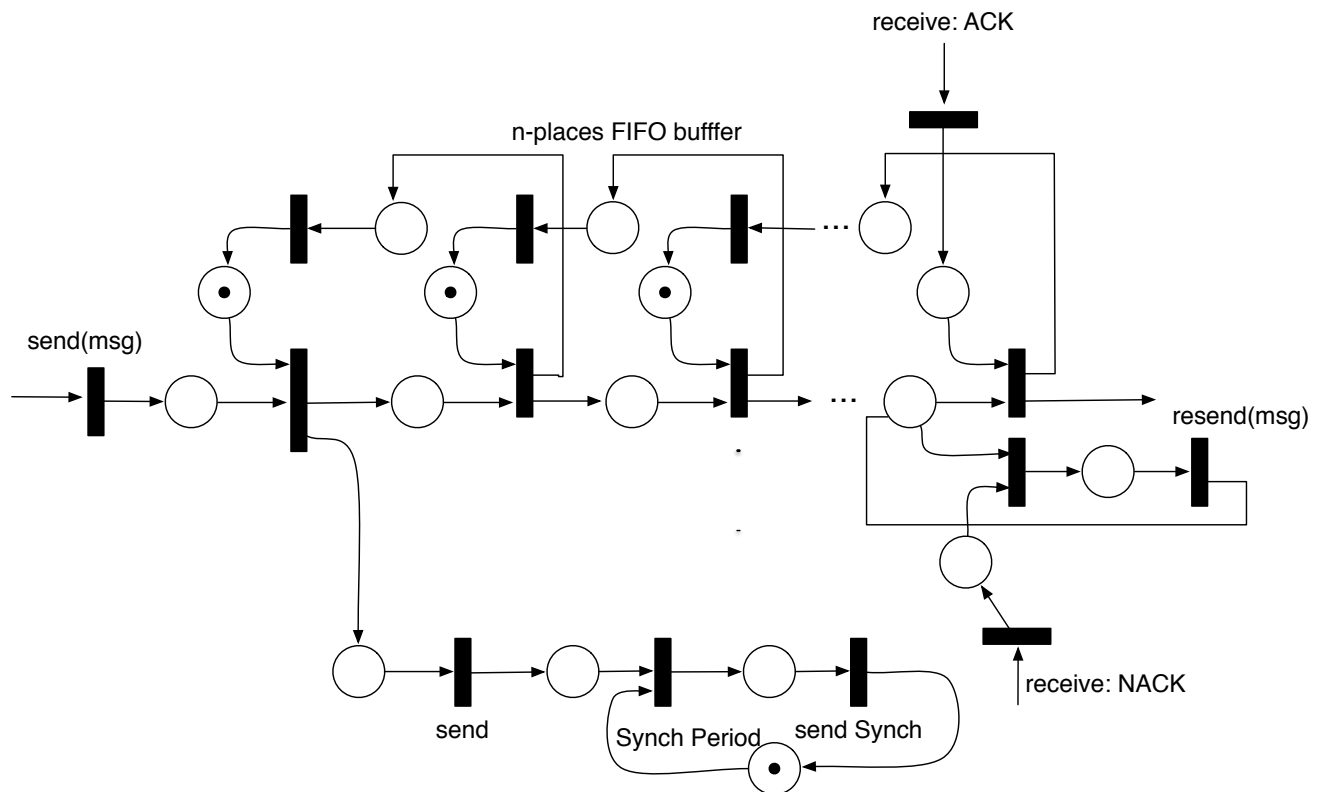 receive: ACK
n-places FIFO bufffer
...
send(msg)
...
resend(msg)
receive: NACK
send
Synch Period
send Synch